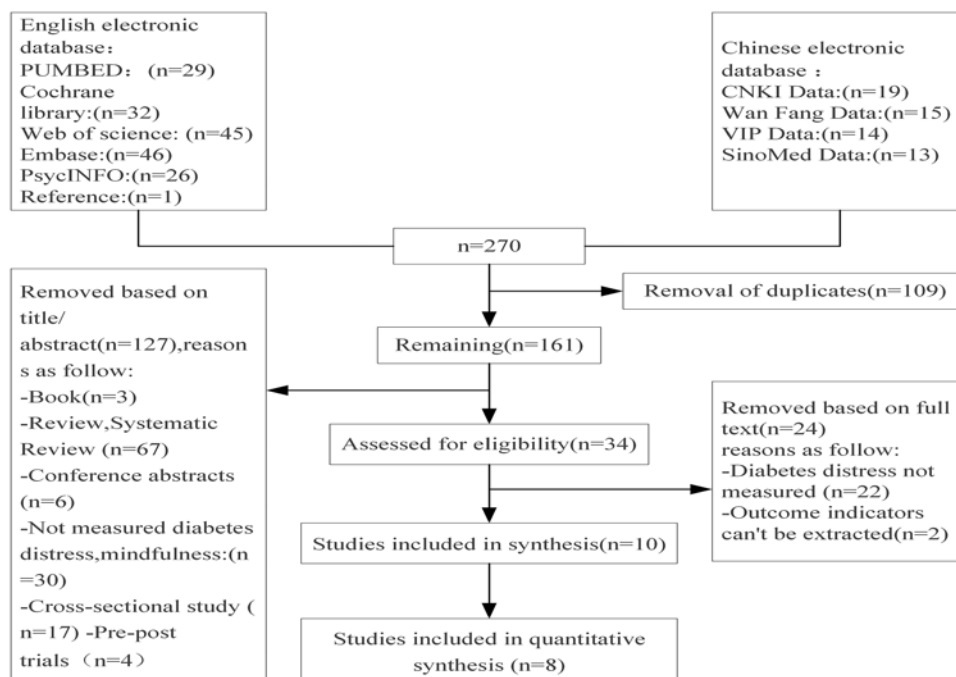 English electronic
database：
PUMBED： (n=29)
Cochrane
library:(n=32)
Web of science: (n=45)
Embase:(n=46)
PsycINFO:(n=26)
Reference:(n=1)
Chinese electronic
database：
CNKI Data:(n=19)
Wan Fang Data:(n=15)
VIP Data:(n=14)
SinoMed Data:(n=13)
n=270
Removal of duplicates(n=109)
Remaining(n=161)
Removed based on
title/
abstract(n=127),reason
s as follow:
-Book(n=3)
-Review,Systematic
Review (n=67)
-Conference abstracts
(n=6)
-Not measured diabetes
distress,mindfulness:(n
=30)
-Cross-sectional study (
n=17) -Pre-post
trials（n=4）
Assessed for eligibility(n=34)
Removed based on full
text(n=24)
reasons as follow:
-Diabetes distress not
measured (n=22)
-Outcome indicators
can't be extracted(n=2)
Studies included in synthesis(n=10)
Studies included in quantitative
synthesis (n=8)